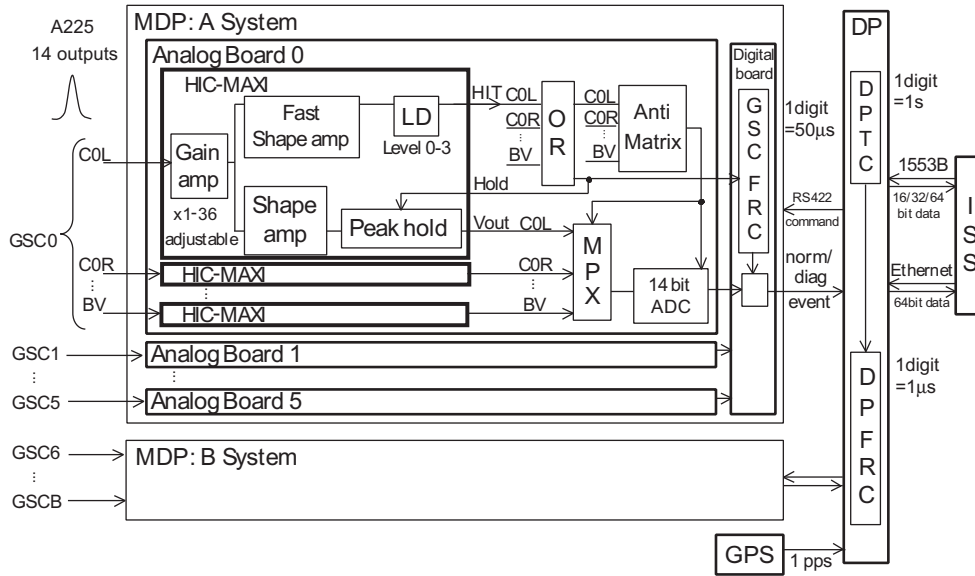 A225
14 outputs
MDP: A System
Analog Board 0
HIC-MAXI
Fast
Shape amp
LD
Level 0-3
HIT
C0L
C0R
⋮
BV
O
R
C0L
C0R
⋮
BV
Anti
Matrix
Digital
board
G
S
C
F
R
C
1digit
=50μs
DP
D
P
T
C
1digit
=1s
C0L
Gain
amp
x1-36
adjustable
Shape
amp
Hold
Peak hold
Vout
C0L
M
P
X
14 bit
ADC
GSC0
C0R
⋮
BV
HIC-MAXI
⋮
HIC-MAXI
C0R
⋮
BV
RS422
command
norm/
diag
event
1553B
16/32/64
bit data
Ethernet
64bit data
I
S
S
GSC1
⋮
GSC5
Analog Board 1
⋮
Analog Board 5
1digit
=1μs
D
P
F
R
C
GSC6
⋮
GSCB
MDP: B System
GPS
1 pps